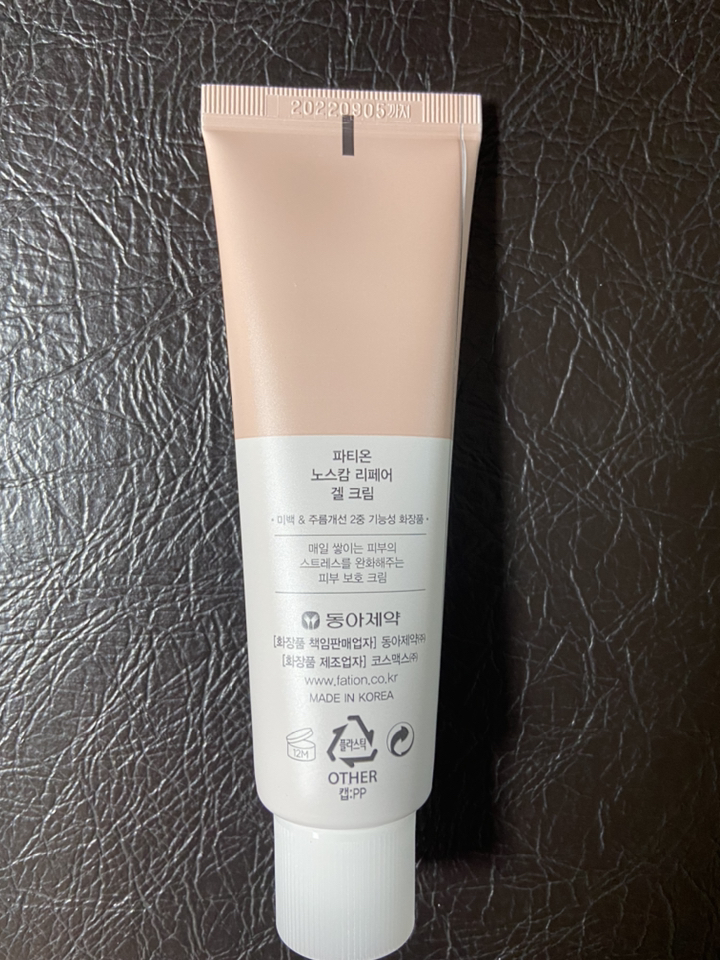 20220905까지
파티온
노스캄 리페어
겔 크림
· 미백 & 주름개선 2중 기능성 화장품 ·
매일 쌓이는 피부의
스트레스를 완화해주는
피부 보호 크림
동아제약
[화장품 책임판매업자] 동아제약㈜
[화장품 제조업자] 코스맥스㈜
www.fation.co.kr
MADE IN KOREA
12M
플라스틱
OTHER
캡:PP